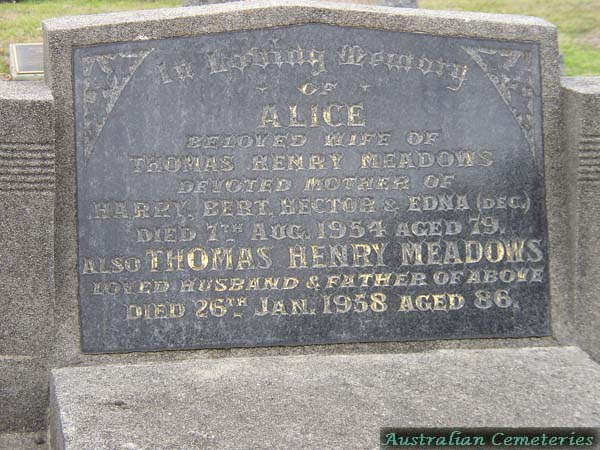 In Loving Memory
OF
ALICE
BELOVED WIFE OF
THOMAS HENRY MEADOWS
DEVOTED MOTHER OF
HARRY, BERT, HECTOR & EDNA (DEC.)
DIED 7TH AUG. 1954 AGED 79.
ALSO THOMAS HENRY MEADOWS
LOVED HUSBAND & FATHER OF ABOVE
DIED 26TH JAN. 1958 AGED 86.
Australian Cemeteries